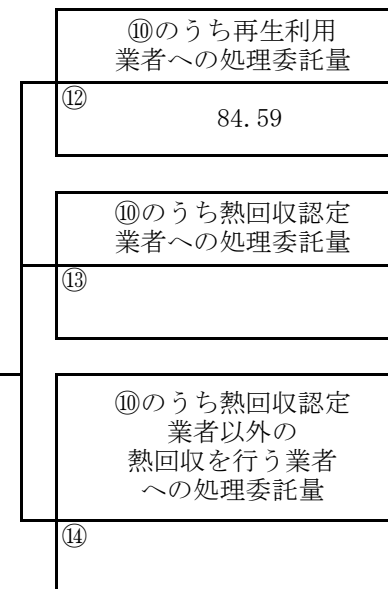 ⑩のうち再生利用
業者への処理委託量
⑫
84.59
⑩のうち熱回収認定
業者への処理委託量
⑬
⑩のうち熱回収認定
業者以外の
熱回収を行う業者
への処理委託量
⑭